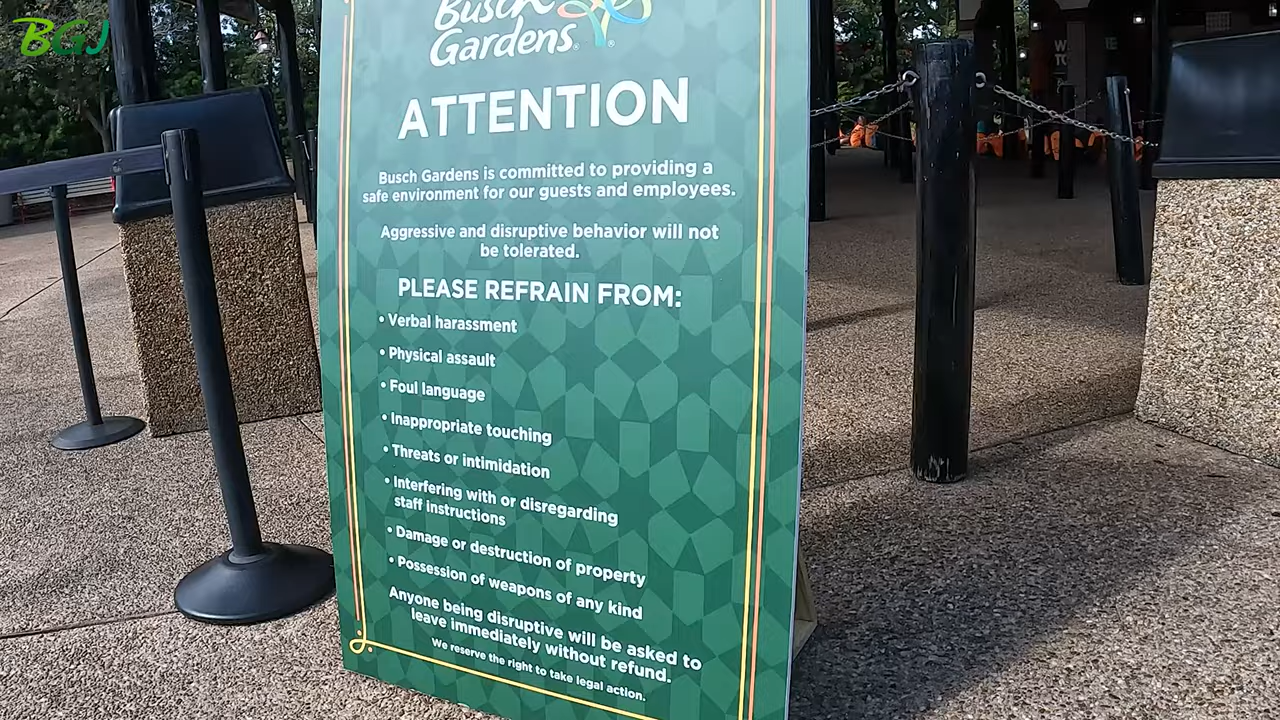 BGJ
Busch
Gardens®
ATTENTION
Busch Gardens is committed to providing a
safe environment for our guests and employees.
Aggressive and disruptive behavior will not
be tolerated.
PLEASE REFRAIN FROM:
• Verbal harassment
• Physical assault
• Foul language
• Inappropriate touching
• Threats or intimidation
• Interfering with or disregarding
staff instructions
• Damage or destruction of property
• Possession of weapons of any kind
Anyone being disruptive will be asked to
leave immediately without refund.
We reserve the right to take legal action.